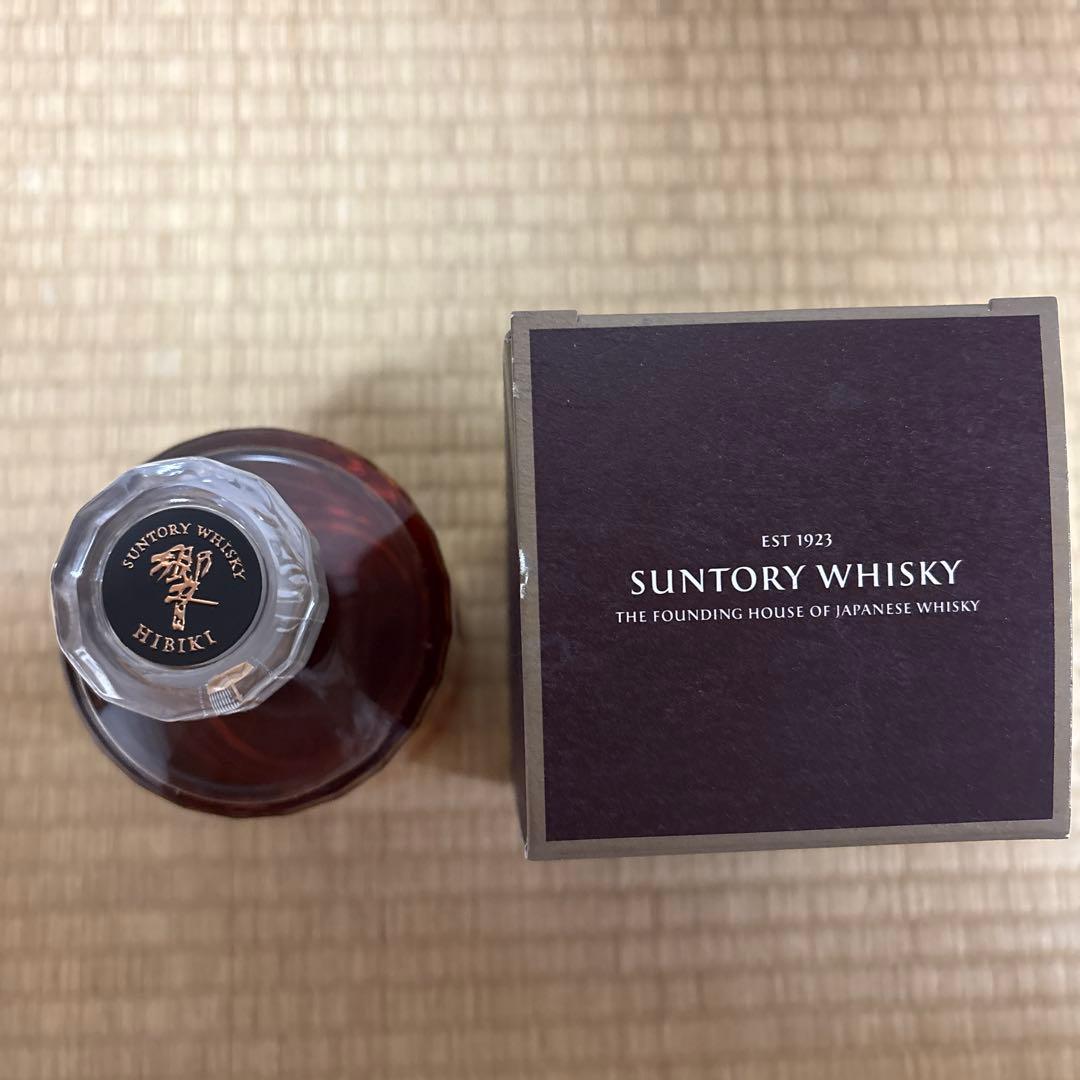 SUNTORY WHISKY
響
HIBIKI
EST 1923
SUNTORY WHISKY
THE FOUNDING HOUSE OF JAPANESE WHISKY